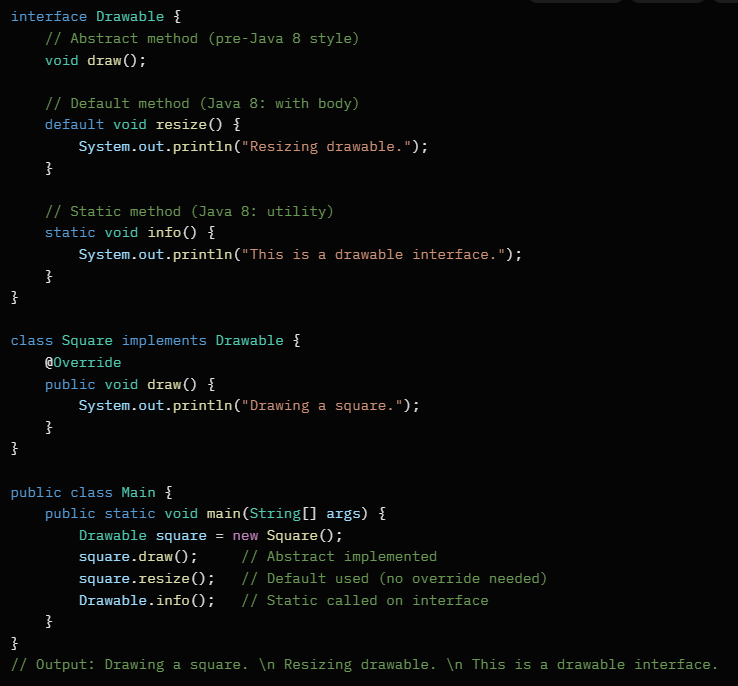 interface Drawable {
    // Abstract method (pre-Java 8 style)
    void draw();

    // Default method (Java 8: with body)
    default void resize() {
        System.out.println("Resizing drawable.");
    }

    // Static method (Java 8: utility)
    static void info() {
        System.out.println("This is a drawable interface.");
    }
}

class Square implements Drawable {
    @Override
    public void draw() {
        System.out.println("Drawing a square.");
    }
}

public class Main {
    public static void main(String[] args) {
        Drawable square = new Square();
        square.draw();     // Abstract implemented
        square.resize();   // Default used (no override needed)
        Drawable.info();   // Static called on interface
    }
}
// Output: Drawing a square. \n Resizing drawable. \n This is a drawable interface.